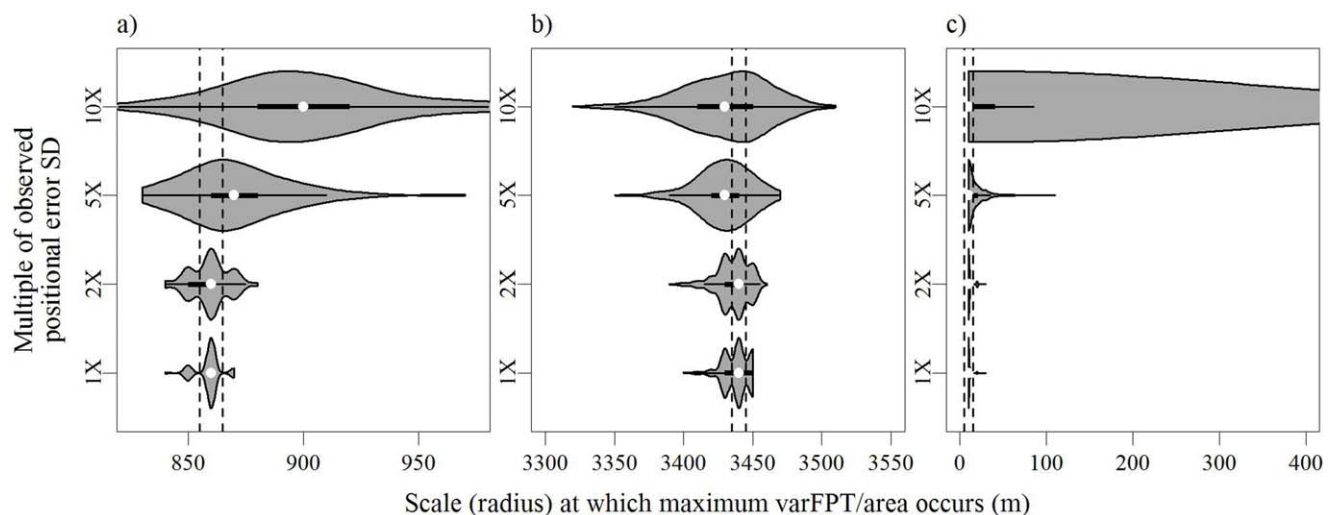 a)
b)
c)
Multiple of observed
positional error SD
10X
5X
2X
1X
10X
5X
2X
1X
10X
5X
2X
1X
850 900 950
3300 3350 3400 3450 3500 3550
0 100 200 300 400
Scale (radius) at which maximum varFPT/area occurs (m)